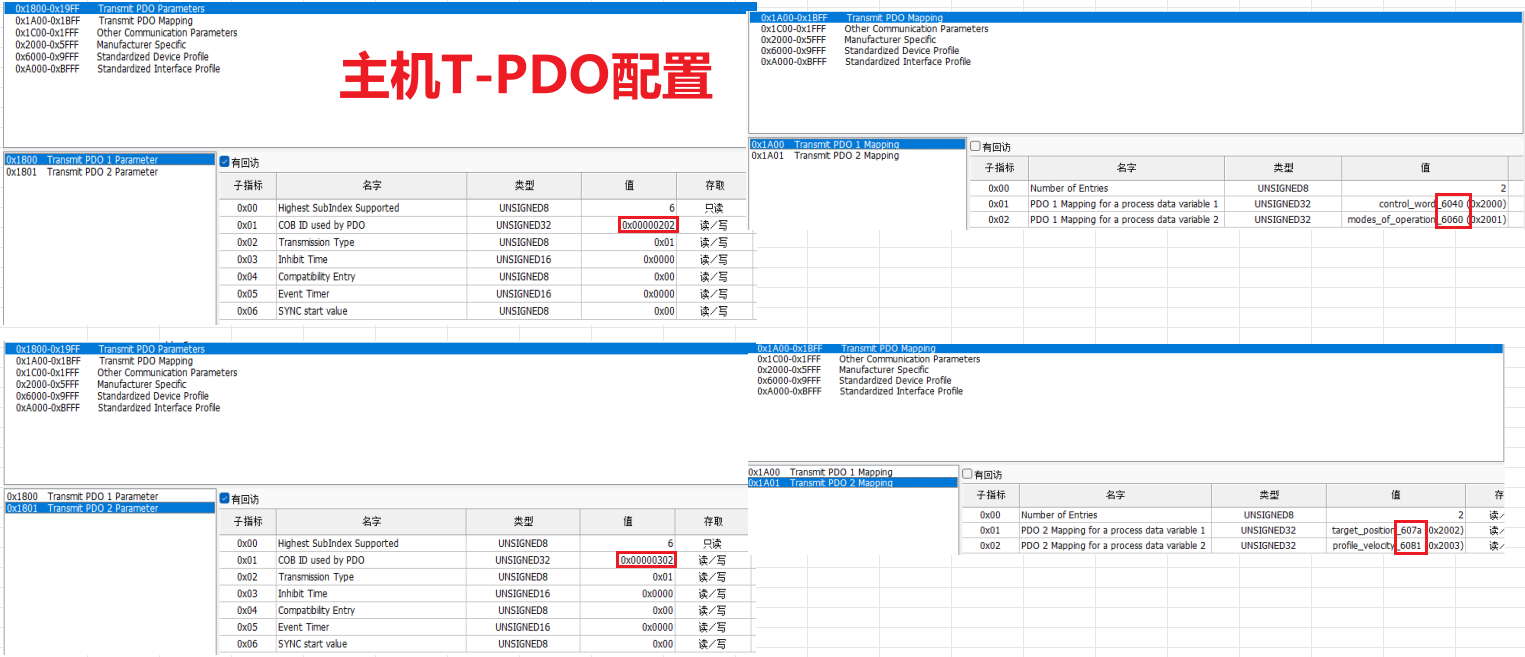 0x1800-0x19FF Transmit PDO Parameters
0x1A00-0x1BFF Transmit PDO Mapping
0x1C00-0x1FFF Other Communication Parameters
0x2000-0x5FFF Manufacturer Specific
0x6000-0x9FFF Standardized Device Profile
0xA000-0xBFFF Standardized Interface Profile
主机T-PDO配置
0x1800 Transmit PDO 1 Parameter
0x1801 Transmit PDO 2 Parameter
有回访
子指标 名字 类型 值 存取
0x00 Highest SubIndex Supported UNSIGNED8 6 只读
0x01 COB ID used by PDO UNSIGNED32 0x00000202 读/写
0x02 Transmission Type UNSIGNED8 0x01 读/写
0x03 Inhibit Time UNSIGNED16 0x0000 读/写
0x04 Compatibility Entry UNSIGNED8 0x00 读/写
0x05 Event Timer UNSIGNED16 0x0000 读/写
0x06 SYNC start value UNSIGNED8 0x00 读/写
0x1A00-0x1BFF Transmit PDO Mapping
0x1C00-0x1FFF Other Communication Parameters
0x2000-0x5FFF Manufacturer Specific
0x6000-0x9FFF Standardized Device Profile
0xA000-0xBFFF Standardized Interface Profile
0x1A00 Transmit PDO 1 Mapping
0x1A01 Transmit PDO 2 Mapping
有回访
子指标 名字 类型 值
0x00 Number of Entries UNSIGNED8 2
0x01 PDO 1 Mapping for a process data variable 1 UNSIGNED32 control_word_6040 (0x2000)
0x02 PDO 1 Mapping for a process data variable 2 UNSIGNED32 modes_of_operation_6060 (0x2001)
0x1800-0x19FF Transmit PDO Parameters
0x1A00-0x1BFF Transmit PDO Mapping
0x1C00-0x1FFF Other Communication Parameters
0x2000-0x5FFF Manufacturer Specific
0x6000-0x9FFF Standardized Device Profile
0xA000-0xBFFF Standardized Interface Profile
0x1800 Transmit PDO 1 Parameter
0x1801 Transmit PDO 2 Parameter
有回访
子指标 名字 类型 值 存取
0x00 Highest SubIndex Supported UNSIGNED8 6 只读
0x01 COB ID used by PDO UNSIGNED32 0x00000302 读/写
0x02 Transmission Type UNSIGNED8 0x01 读/写
0x03 Inhibit Time UNSIGNED16 0x0000 读/写
0x04 Compatibility Entry UNSIGNED8 0x00 读/写
0x05 Event Timer UNSIGNED16 0x0000 读/写
0x06 SYNC start value UNSIGNED8 0x00 读/写
0x1A00-0x1BFF Transmit PDO Mapping
0x1C00-0x1FFF Other Communication Parameters
0x2000-0x5FFF Manufacturer Specific
0x6000-0x9FFF Standardized Device Profile
0xA000-0xBFFF Standardized Interface Profile
0x1A00 Transmit PDO 1 Mapping
0x1A01 Transmit PDO 2 Mapping
有回访
子指标 名字 类型 值 存
0x00 Number of Entries UNSIGNED8 2 读/
0x01 PDO 2 Mapping for a process data variable 1 UNSIGNED32 target_position_607a (0x2002) 读/
0x02 PDO 2 Mapping for a process data variable 2 UNSIGNED32 profile_velocity_6081 (0x2003) 读/